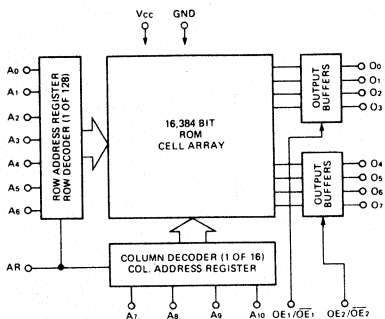 VCC GND
A0
A1
A2
A3
A4
A5
A6
ROW ADDRESS REGISTER
ROW DECODER (1 OF 128)
16,384 BIT
ROM
CELL ARRAY
OUTPUT
BUFFERS
O0
O1
O2
O3
OUTPUT
BUFFERS
O4
O5
O6
O7
AR
COLUMN DECODER (1 OF 16)
COL. ADDRESS REGISTER
A7 A8 A9 A10 OE1/O̅E̅1̅ OE2/O̅E̅2̅